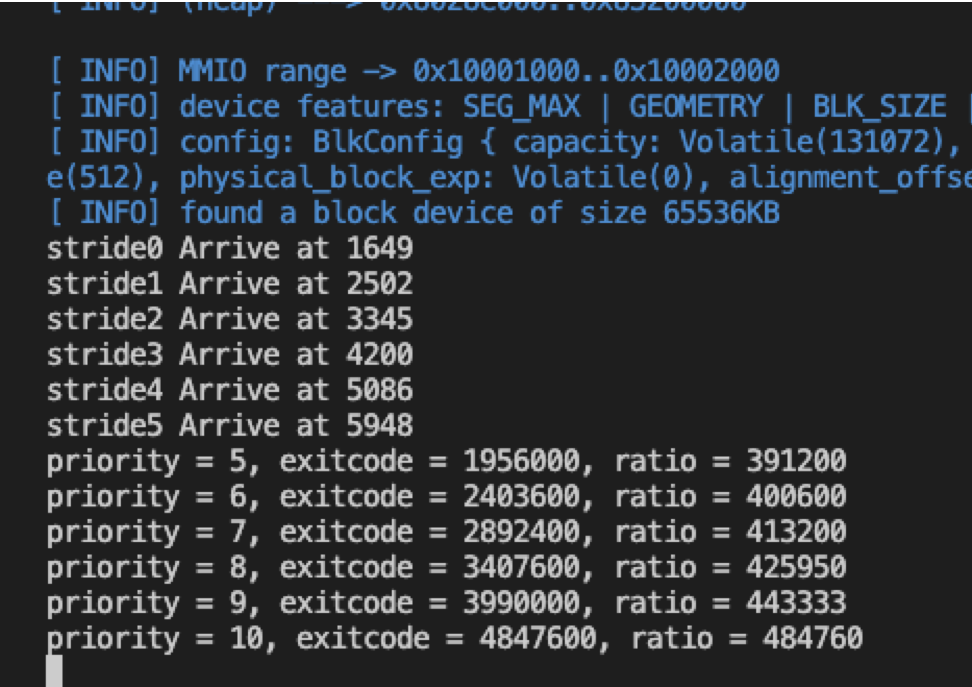 [ INFO] (heap) ----> 0x8028c000..0x85200000
[ INFO] MMIO range -> 0x10001000..0x10002000
[ INFO] device features: SEG_MAX | GEOMETRY | BLK_SIZE |
[ INFO] config: BlkConfig { capacity: Volatile(131072),
e(512), physical_block_exp: Volatile(0), alignment_offse
[ INFO] found a block device of size 65536KB
stride0 Arrive at 1649
stride1 Arrive at 2502
stride2 Arrive at 3345
stride3 Arrive at 4200
stride4 Arrive at 5086
stride5 Arrive at 5948
priority = 5, exitcode = 1956000, ratio = 391200
priority = 6, exitcode = 2403600, ratio = 400600
priority = 7, exitcode = 2892400, ratio = 413200
priority = 8, exitcode = 3407600, ratio = 425950
priority = 9, exitcode = 3990000, ratio = 443333
priority = 10, exitcode = 4847600, ratio = 484760